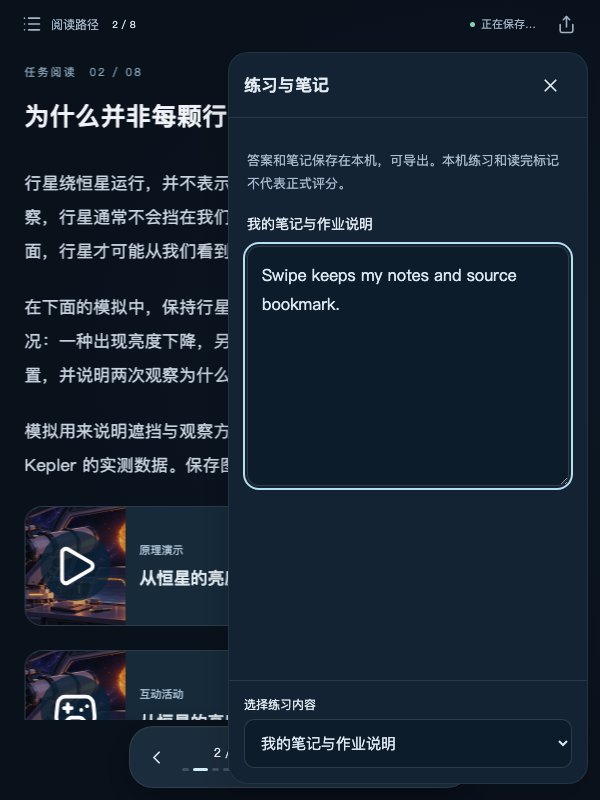 阅读路径 2 / 8
正在保存...
任务阅读 02 / 08
为什么并非每颗行
行星绕恒星运行，并不表示
察，行星通常不会挡在我们
面，行星才可能从我们看到
在下面的模拟中，保持行星
况：一种出现亮度下降，另
置，并说明两次观察为什么
模拟用来说明遮挡与观察方
Kepler 的实测数据。保存
原理演示
从恒星的亮
互动活动
2 /
练习与笔记
答案和笔记保存在本机，可导出。本机练习和读完标记
不代表正式评分。
我的笔记与作业说明
Swipe keeps my notes and source
bookmark.
选择练习内容
我的笔记与作业说明